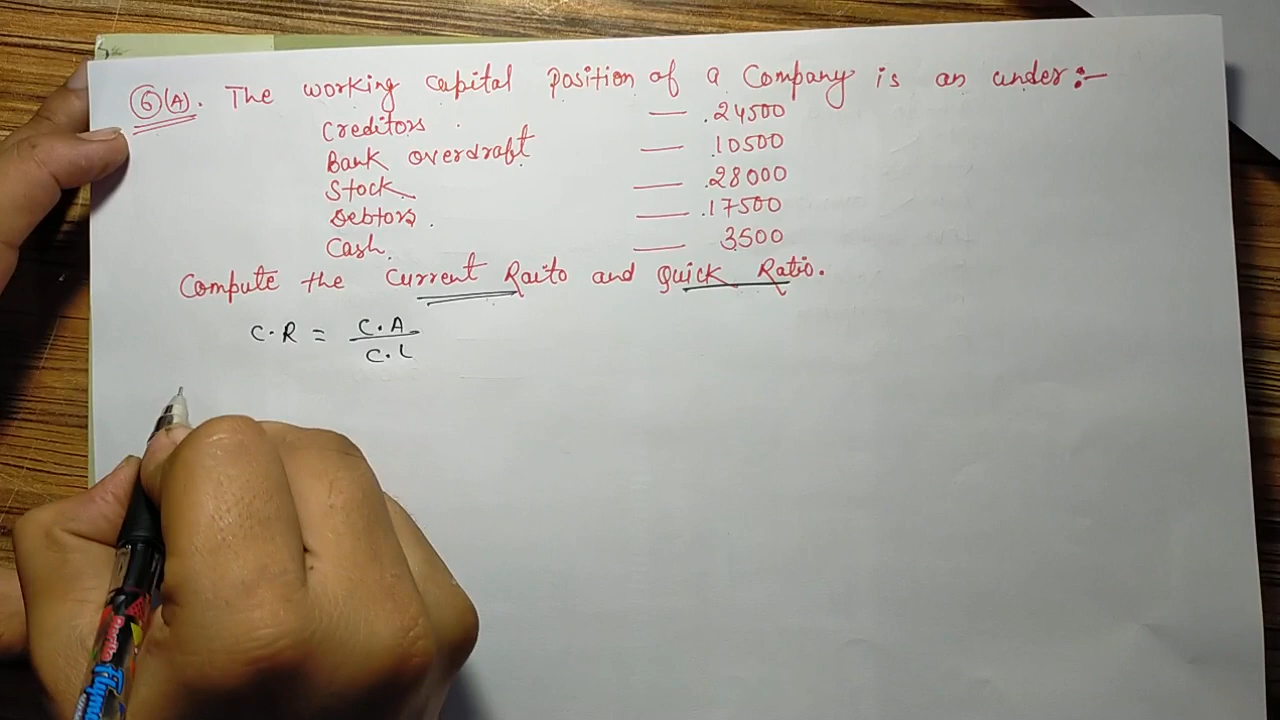 6(A). The working capital position of a Company is as under:-
Creditors — 24500
Bank overdraft — 10500
Stock — 28000
Debtors. — 17500
Cash. — 3500
Compute the Current Raito and Quick Ratio.
C.R = C.A
C.L